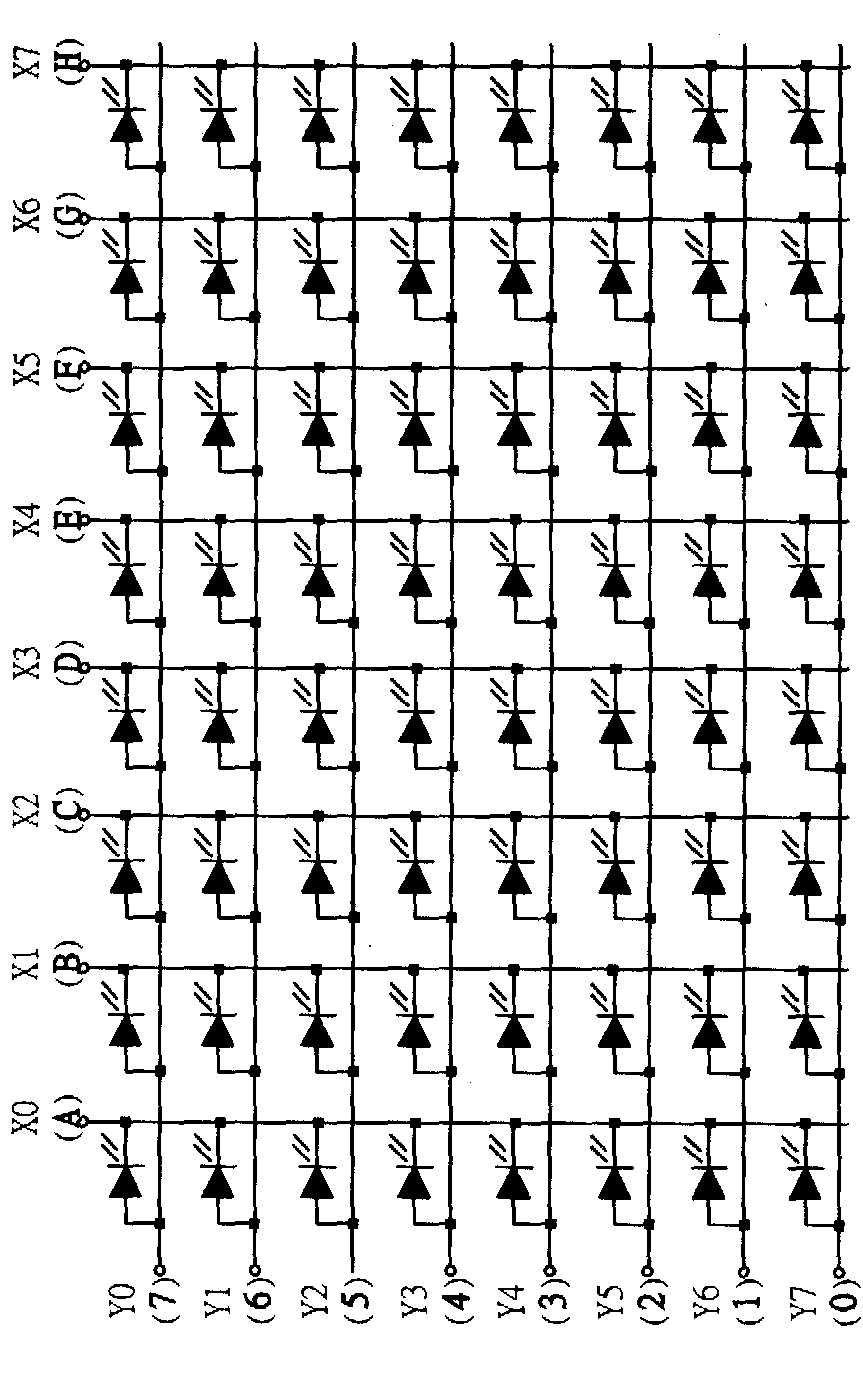 X0 X1 X2 X3 X4 X5 X6 X7
(A) (B) (C) (D) (E) (F) (G) (H)
Y0
(7)
Y1
(6)
Y2
(5)
Y3
(4)
Y4
(3)
Y5
(2)
Y6
(1)
Y7
(0)